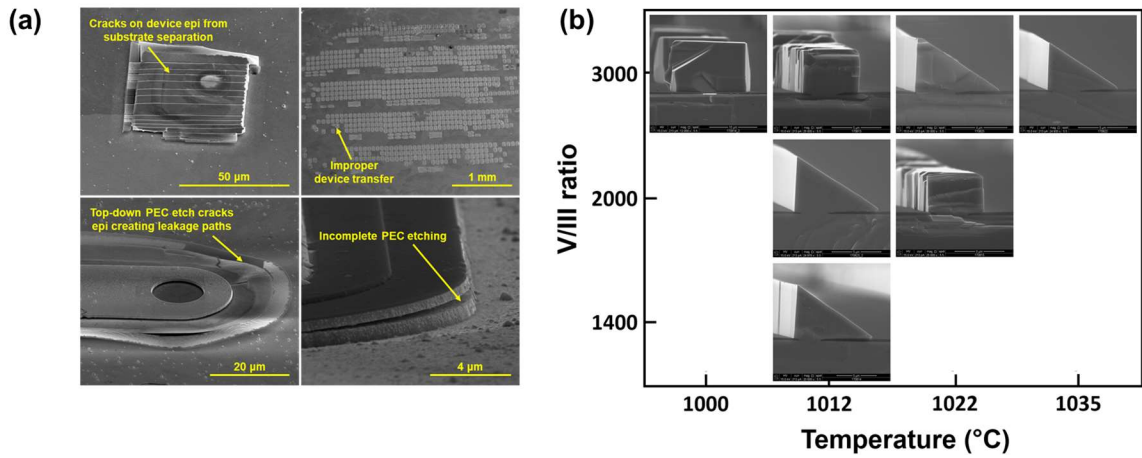 (a)
Cracks on device epi from
substrate separation
50 µm
Improper
device transfer
1 mm
Top-down PEC etch cracks
epi creating leakage paths
20 µm
Incomplete PEC etching
4 µm
(b)
V/III ratio
3000
2000
1400
1000
1012
1022
1035
Temperature (°C)